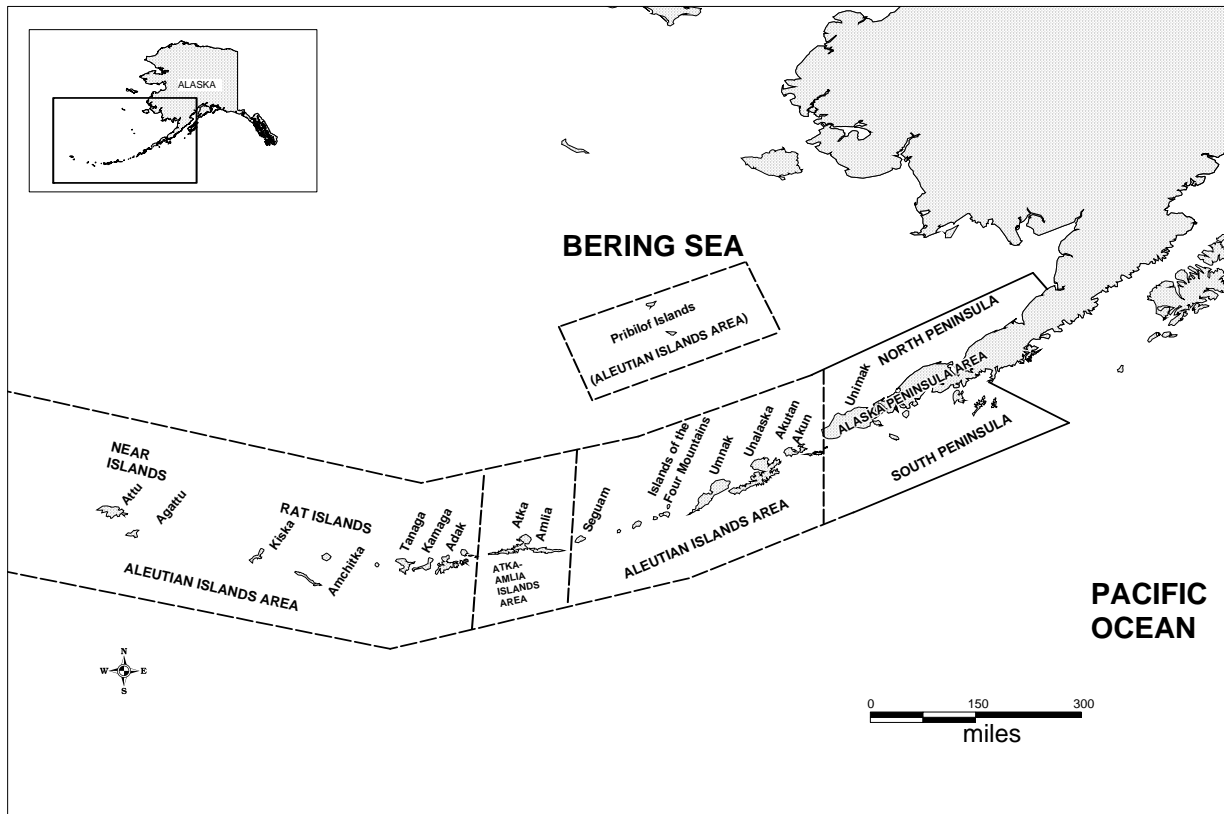 ALASKA
BERING SEA
Pribilof Islands
(ALEUTIAN ISLANDS AREA)
NORTH PENINSULA
Unimak
ALASKA PENINSULA AREA
SOUTH PENINSULA
NEAR
ISLANDS
Attu
Agattu
RAT ISLANDS
Kiska
Amchitka
ALEUTIAN ISLANDS AREA
Tanaga
Kamaga
Adak
Atka
Amlia
ATKA-
AMLIA
ISLANDS
AREA
Seguam
Islands of the
Four Mountains
Umnak
Unalaska
Akutan
Akun
ALEUTIAN ISLANDS AREA
PACIFIC
OCEAN
N
W E
S
0 150 300
miles